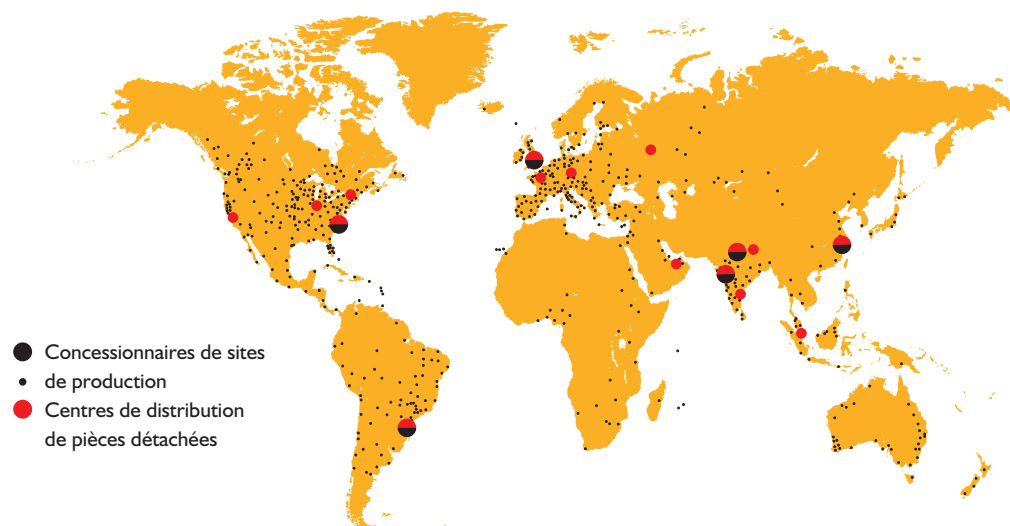 Concessionnaires de sites
de production
Centres de distribution
de pièces détachées